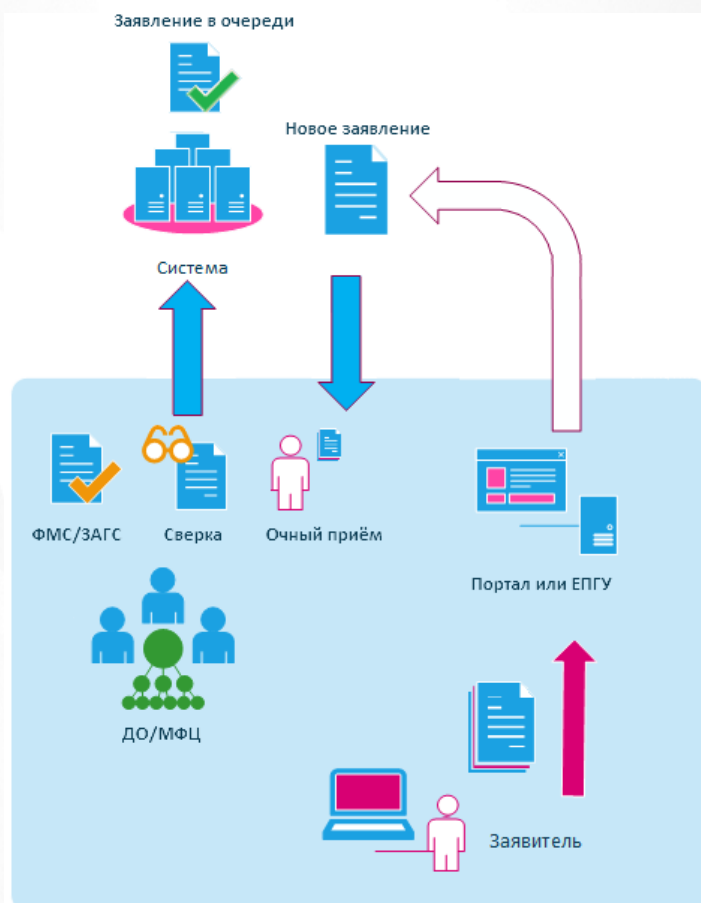 Заявление в очереди
Новое заявление
Система
ФМС/ЗАГС
Сверка
Очный приём
Портал или ЕПГУ
ДО/МФЦ
Заявитель